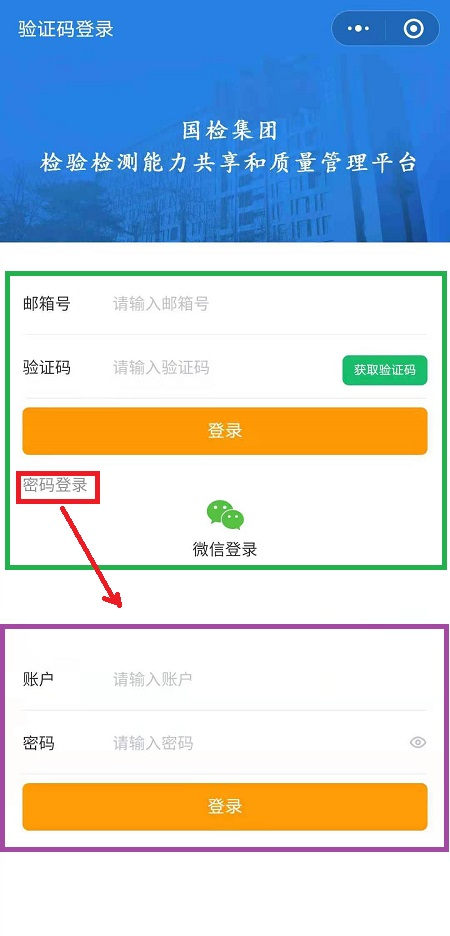 验证码登录
国检集团
检验检测能力共享和质量管理平台
邮箱号 请输入邮箱号
验证码 请输入验证码 获取验证码
登录
密码登录
微信登录
账户 请输入账户
密码 请输入密码
登录